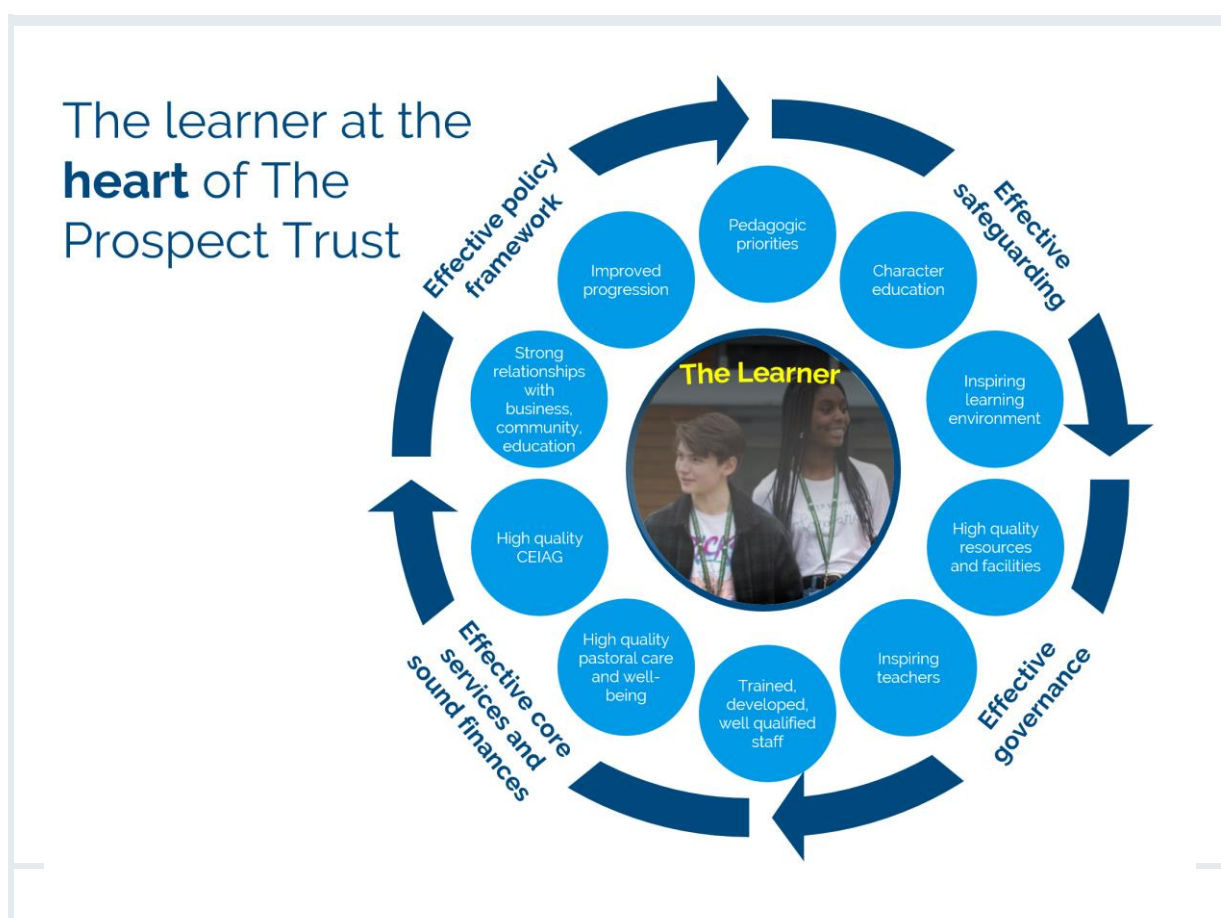 The learner at the
heart of The
Prospect Trust
Effective policy
framework
Effective
safeguarding
Effective
governance
Effective core
services and
sound finances
Pedagogic
priorities
Character
education
Inspiring
learning
environment
High quality
resources
and facilities
Inspiring
teachers
Trained,
developed,
well qualified
staff
High quality
pastoral care
and well-
being
High quality
CEIAG
Strong
relationships
with
business,
community,
education
Improved
progression
The Learner